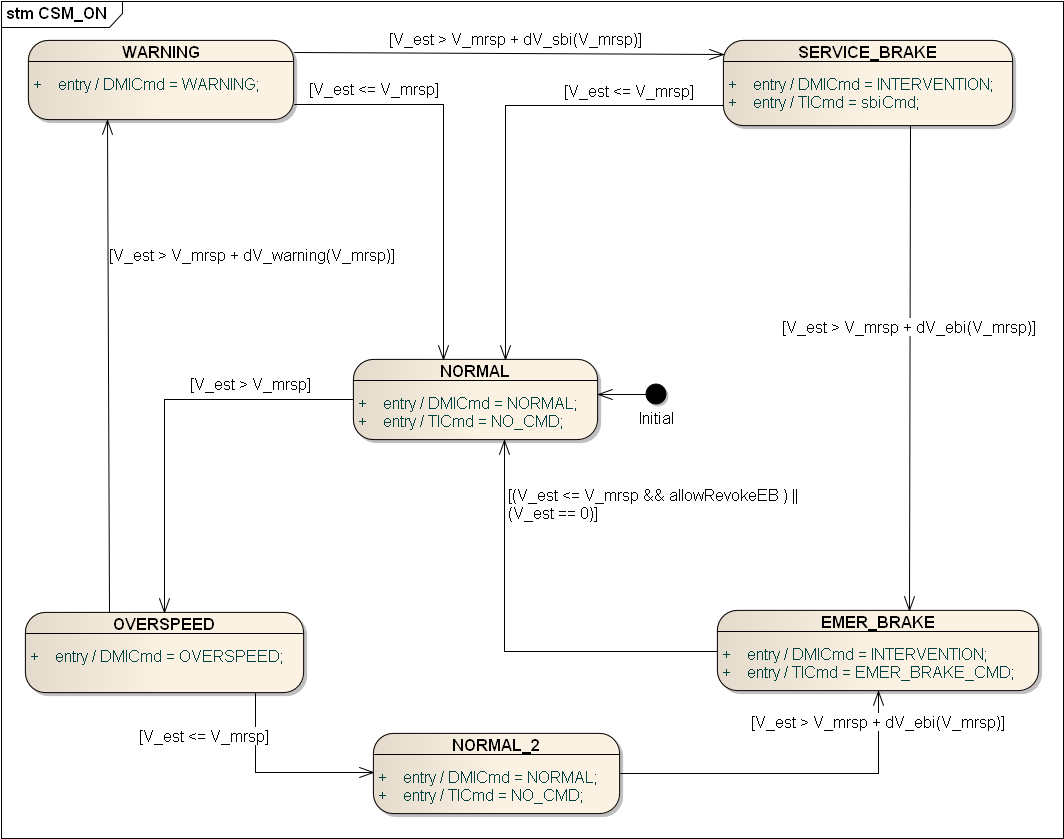 stm CSM_ON
WARNING
+ entry / DMICmd = WARNING;
[V_est > V_mrsp + dV_sbi(V_mrsp)]
SERVICE_BRAKE
+ entry / DMICmd = INTERVENTION;
+ entry / TICmd = sbiCmd;
[V_est <= V_mrsp]
[V_est <= V_mrsp]
[V_est > V_mrsp + dV_warning(V_mrsp)]
[V_est > V_mrsp + dV_ebi(V_mrsp)]
NORMAL
+ entry / DMICmd = NORMAL;
+ entry / TICmd = NO_CMD;
[V_est > V_mrsp]
Initial
[(V_est <= V_mrsp && allowRevokeEB ) ||
(V_est == 0)]
OVERSPEED
+ entry / DMICmd = OVERSPEED;
EMER_BRAKE
+ entry / DMICmd = INTERVENTION;
+ entry / TICmd = EMER_BRAKE_CMD;
[V_est <= V_mrsp]
[V_est > V_mrsp + dV_ebi(V_mrsp)]
NORMAL_2
+ entry / DMICmd = NORMAL;
+ entry / TICmd = NO_CMD;